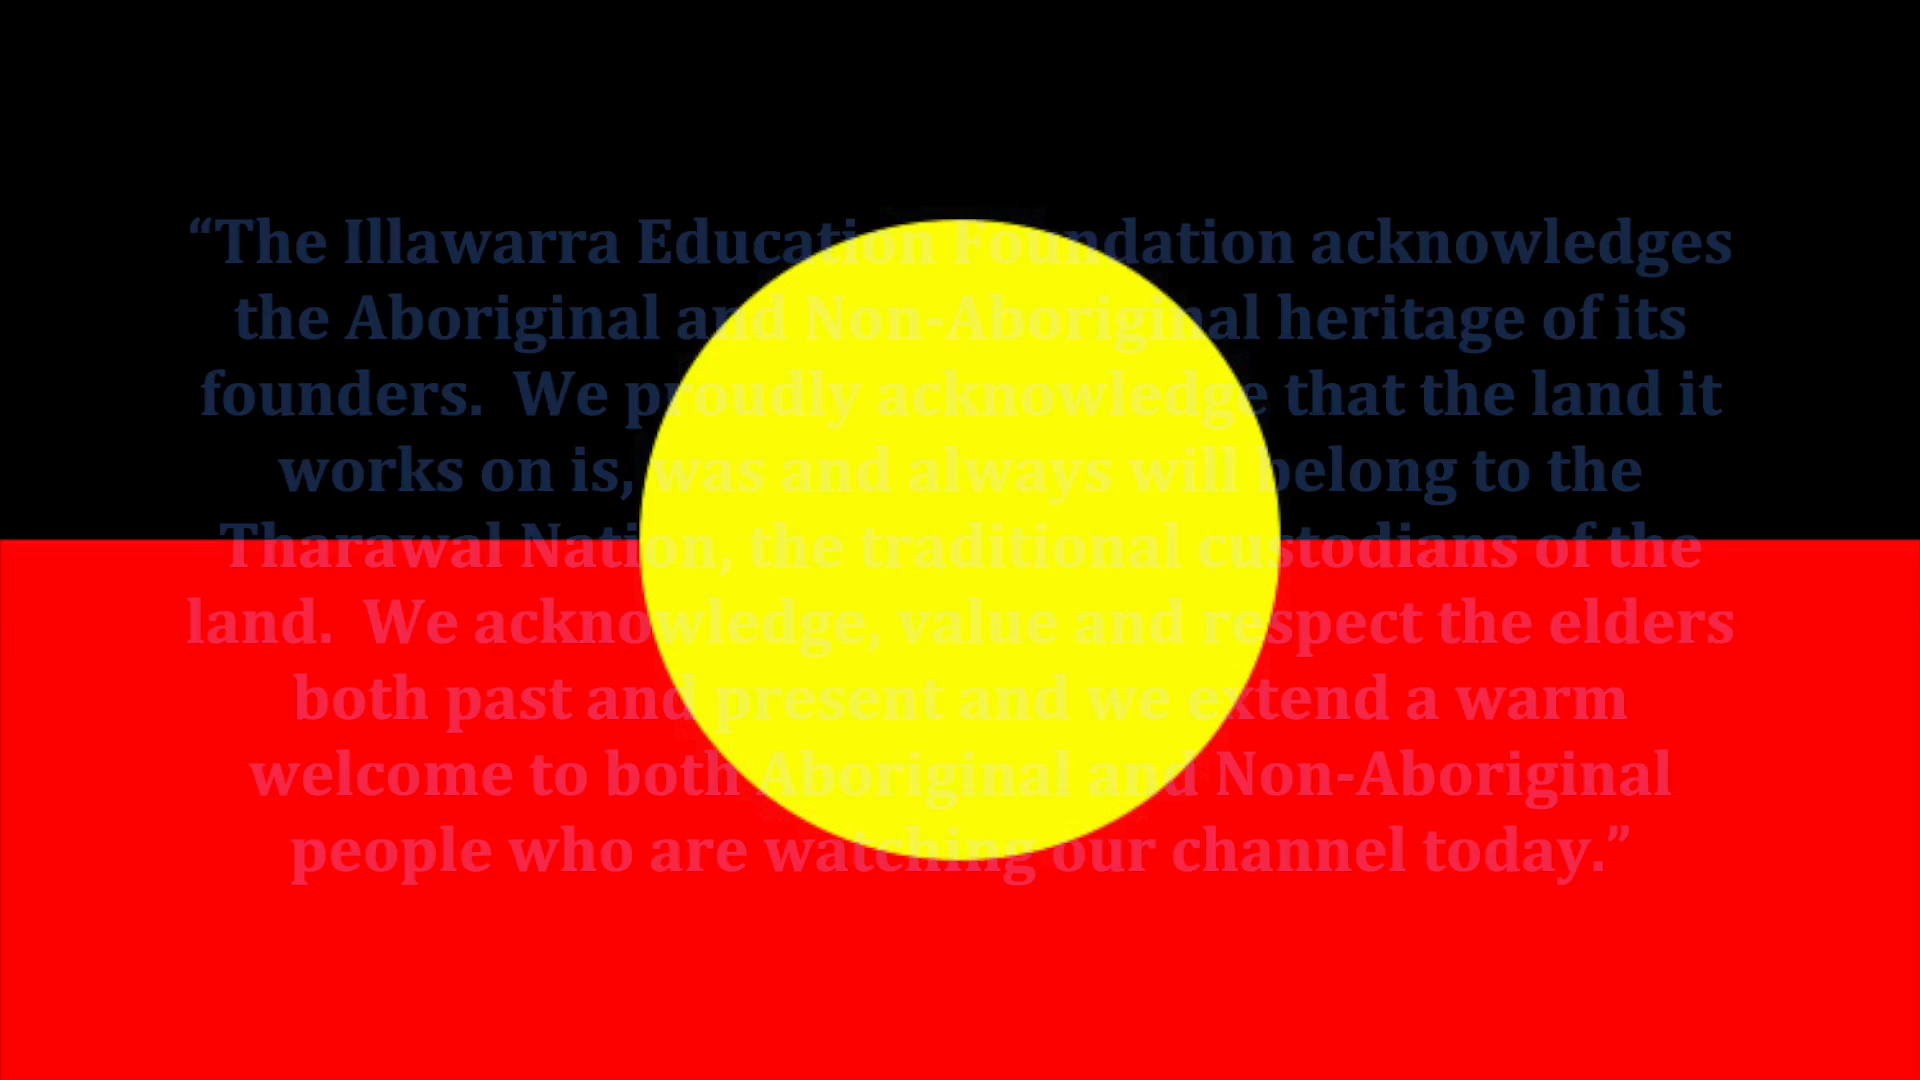 “The Illawarra Education Foundation acknowledges
the Aboriginal and Non-Aboriginal heritage of its
founders.  We proudly acknowledge that the land it
works on is, was and always will belong to the
Tharawal Nation, the traditional custodians of the
land.  We acknowledge, value and respect the elders
both past and present and we extend a warm
welcome to both Aboriginal and Non-Aboriginal
people who are watching our channel today.”